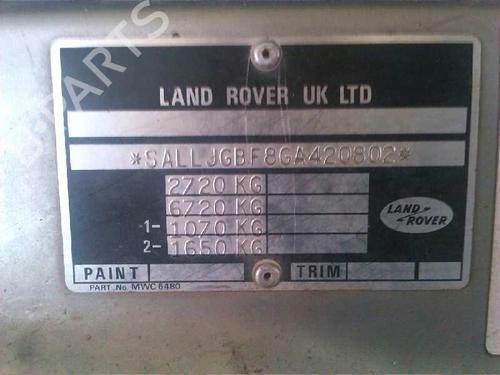 B-PARTS
LAND ROVER UK LTD
*SALLJGBF8GA420802*
2720 KG
6720 KG
1- 1070 KG
2- 1650 KG
LAND ROVER
PAINT TRIM
PART No. MWC 6480